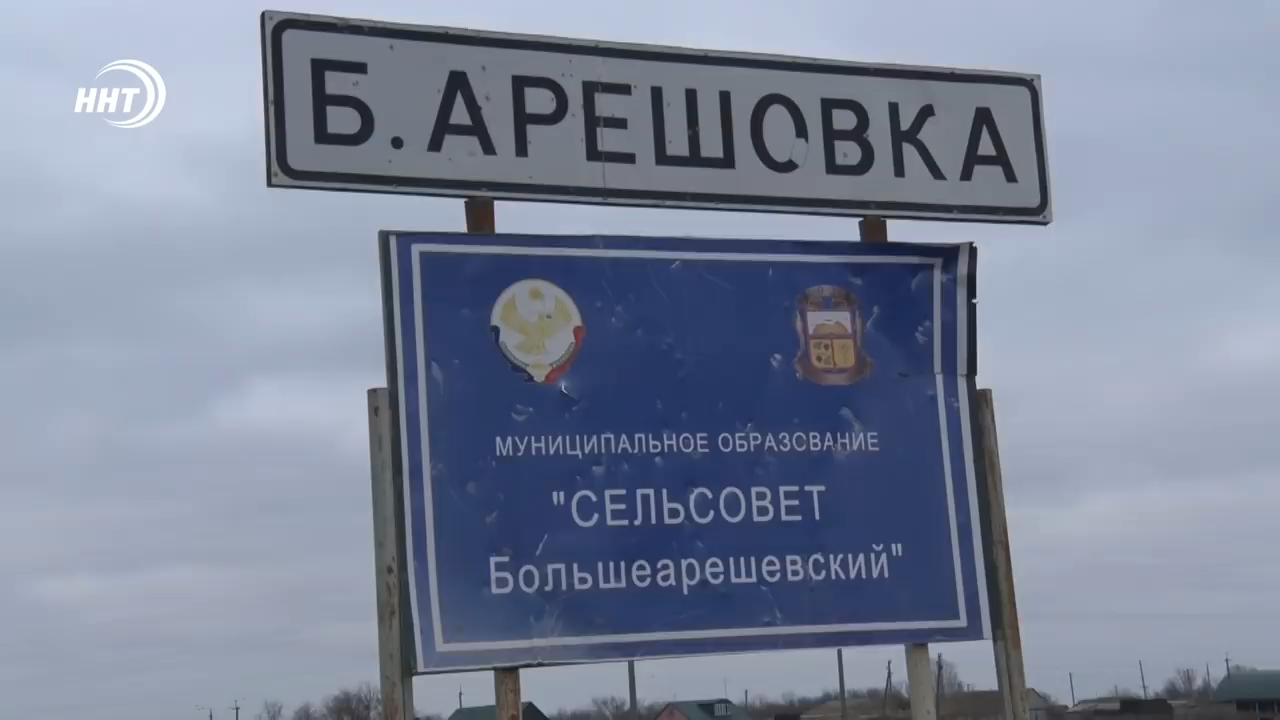 ННТ
Б. АРЕШОВКА
МУНИЦИПАЛЬНОЕ ОБРАЗОВАНИЕ
"СЕЛЬСОВЕТ
Большеарешевский"